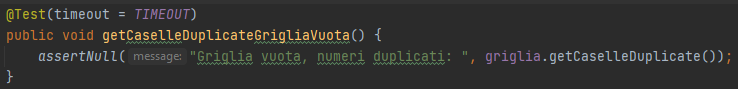 @Test(timeout = TIMEOUT)
public void getCaselleDuplicateGrigliaVuota() {
assertNull( message: "Griglia vuota, numeri duplicati: ", griglia.getCaselleDuplicate());
}